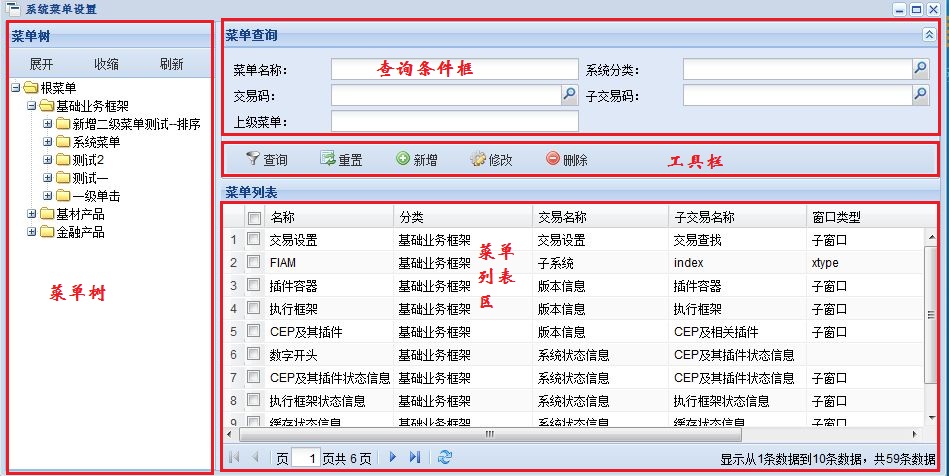 系统菜单设置
菜单树
展开 收缩 刷新
根菜单
基础业务框架
新增二级菜单测试--排序
系统菜单
测试2
测试一
一级单击
基材产品
金融产品
菜单树
菜单查询
菜单名称: 查询条件框 系统分类:
交易码: 子交易码:
上级菜单:
查询 重置 新增 修改 删除 工具栏
菜单列表
名称 分类 交易名称 子交易名称 窗口类型
1 交易设置 基础业务框架 交易设置 交易查找 子窗口
2 FIAM 基础业务框架 子系统 index xtype
3 插件容器 基础业务框架 版本信息 插件容器 子窗口
4 执行框架 基础业务框架 版本信息 执行框架 子窗口
5 CEP及其插件 基础业务框架 版本信息 CEP及相关插件 子窗口
6 数字开头 基础业务框架 系统状态信息 CEP及其插件状态信息
7 CEP及其插件状态信息 基础业务框架 系统状态信息 CEP及其插件状态信息 子窗口
8 执行框架状态信息 基础业务框架 系统状态信息 执行框架状态信息 子窗口
9 缓存状态信息 基础业务框架 系统状态信息 缓存状态信息 子窗口
菜单
列表
区
页 1 页共 6 页 显示从1条数据到10条数据，共59条数据